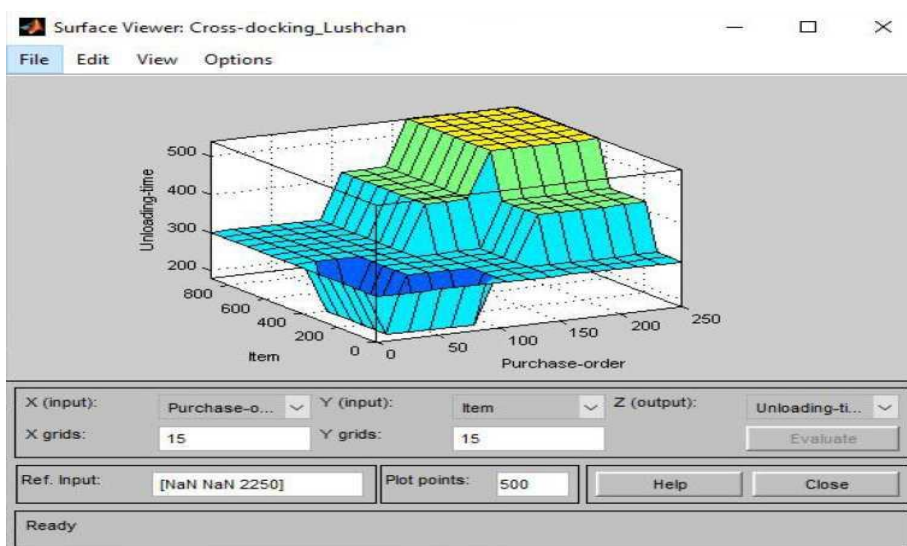 Surface Viewer: Cross-docking_Lushchan
File Edit View Options
500
400
300
200
Unloading-time
800
600
400
200
0
Item
0
50
100
150
200
250
Purchase-order
X (input): Purchase-o... Y (input): Item Z (output): Unloading-ti...
X grids: 15 Y grids: 15 Evaluate
Ref. Input: [NaN NaN 2250] Plot points: 500 Help Close
Ready